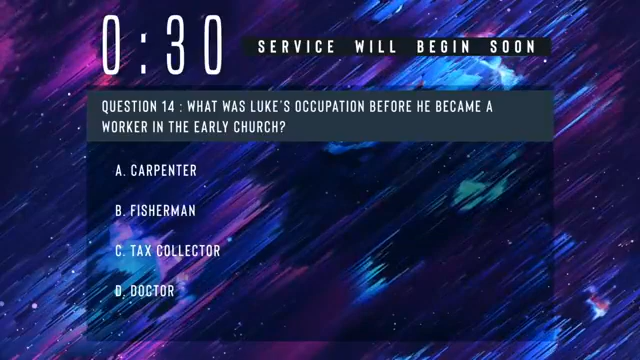 0:30
SERVICE WILL BEGIN SOON
QUESTION 14 : WHAT WAS LUKE'S OCCUPATION BEFORE HE BECAME A
WORKER IN THE EARLY CHURCH?
A. CARPENTER
B. FISHERMAN
C. TAX COLLECTOR
D. DOCTOR